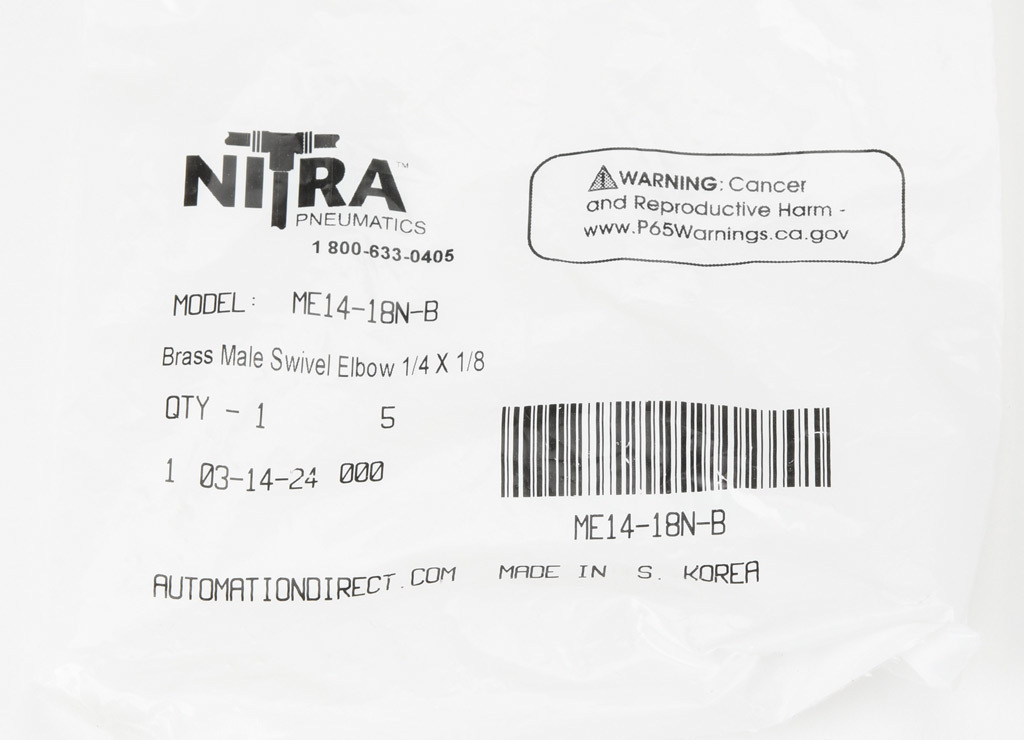 NITRA™
PNEUMATICS
1 800-633-0405
⚠WARNING: Cancer
and Reproductive Harm -
www.P65Warnings.ca.gov
MODEL: ME14-18N-B
Brass Male Swivel Elbow 1/4 X 1/8
QTY - 1 5
1 03-14-24 000
ME14-18N-B
AUTOMATIONDIRECT.COM MADE IN S. KOREA